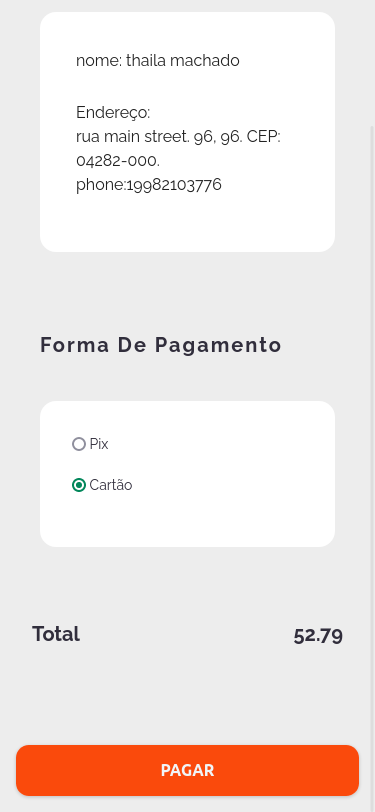 nome: thaila machado
Endereço:
rua main street. 96, 96. CEP:
04282-000.
phone:19982103776
Forma De Pagamento
Pix
Cartão
Total 52.79
PAGAR